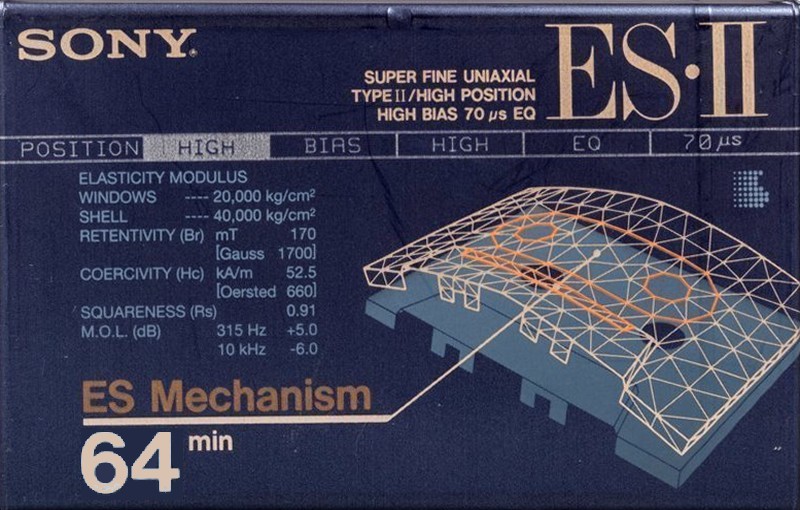 SONY.
ES·II
SUPER FINE UNIAXIAL
TYPE II/HIGH POSITION
HIGH BIAS 70 μs EQ
POSITION HIGH BIAS HIGH EQ 70 μs
ELASTICITY MODULUS
WINDOWS ---- 20,000 kg/cm²
SHELL ---- 40,000 kg/cm²
RETENTIVITY (Br) mT 170
[Gauss 1700]
COERCIVITY (Hc) kA/m 52.5
[Oersted 660]
SQUARENESS (Rs) 0.91
M.O.L. (dB) 315 Hz +5.0
10 kHz -6.0
ES Mechanism
64 min